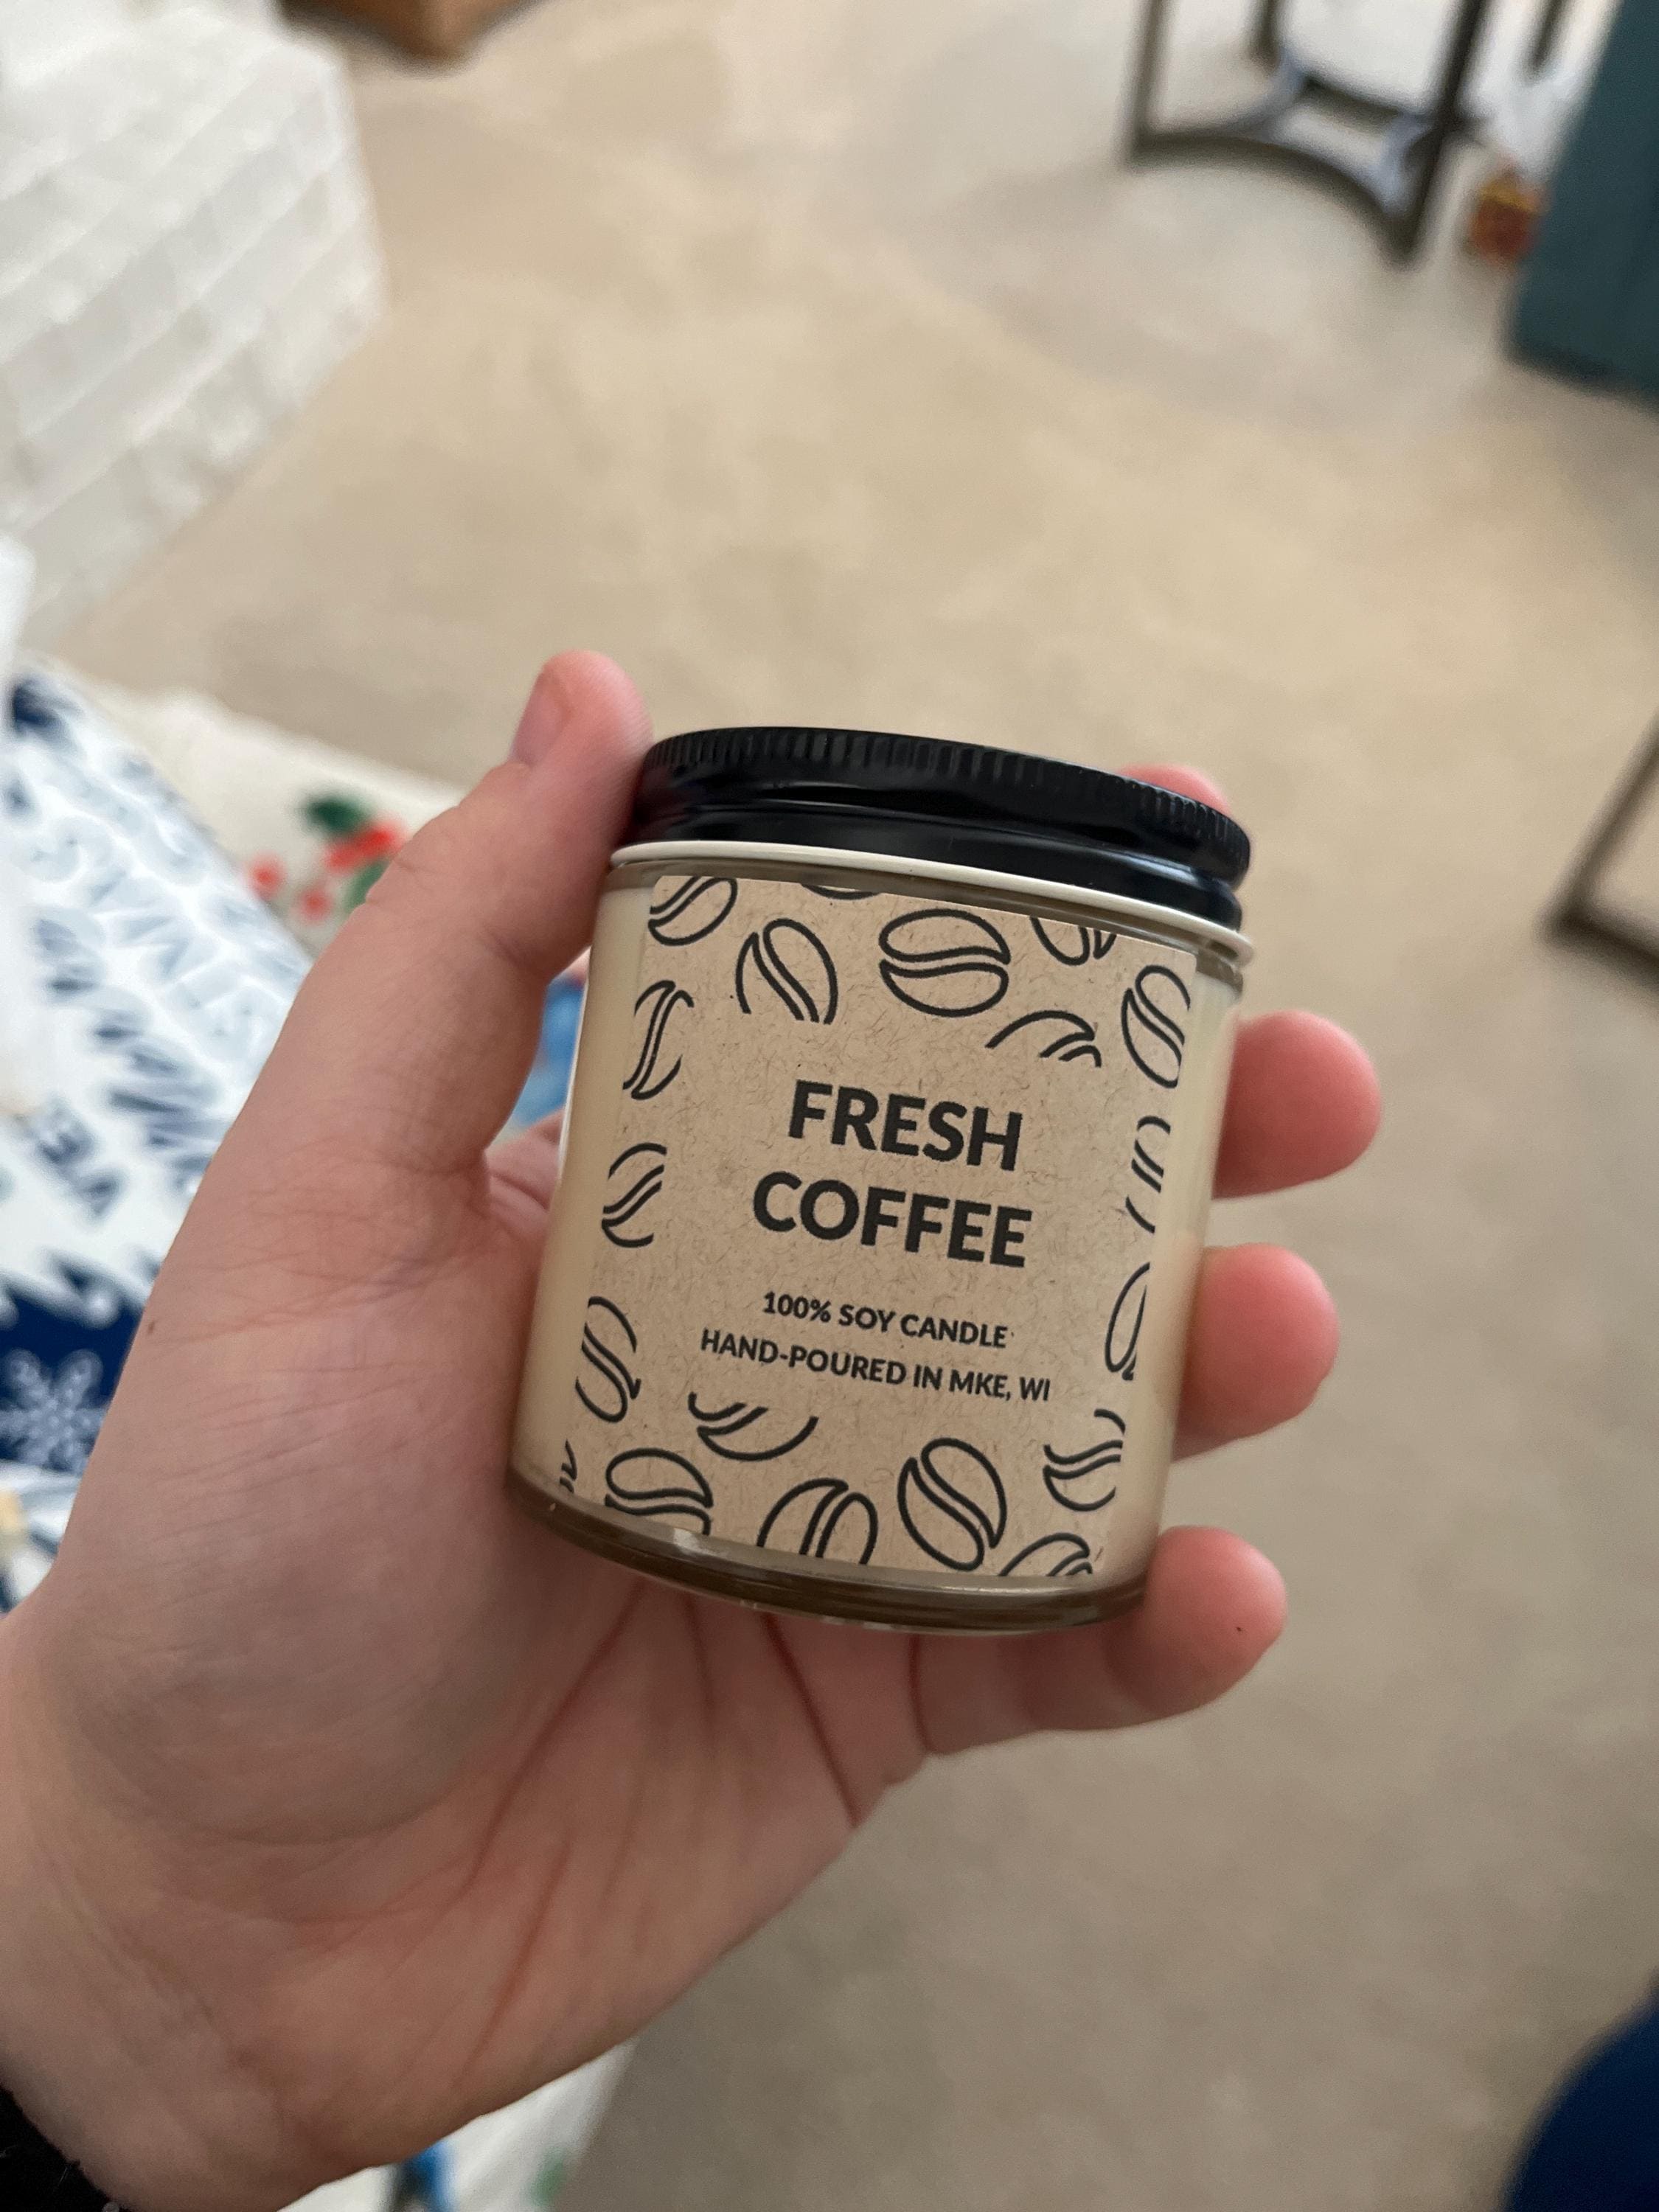 FRESH
COFFEE
100% SOY CANDLE
HAND-POURED IN MKE, WI